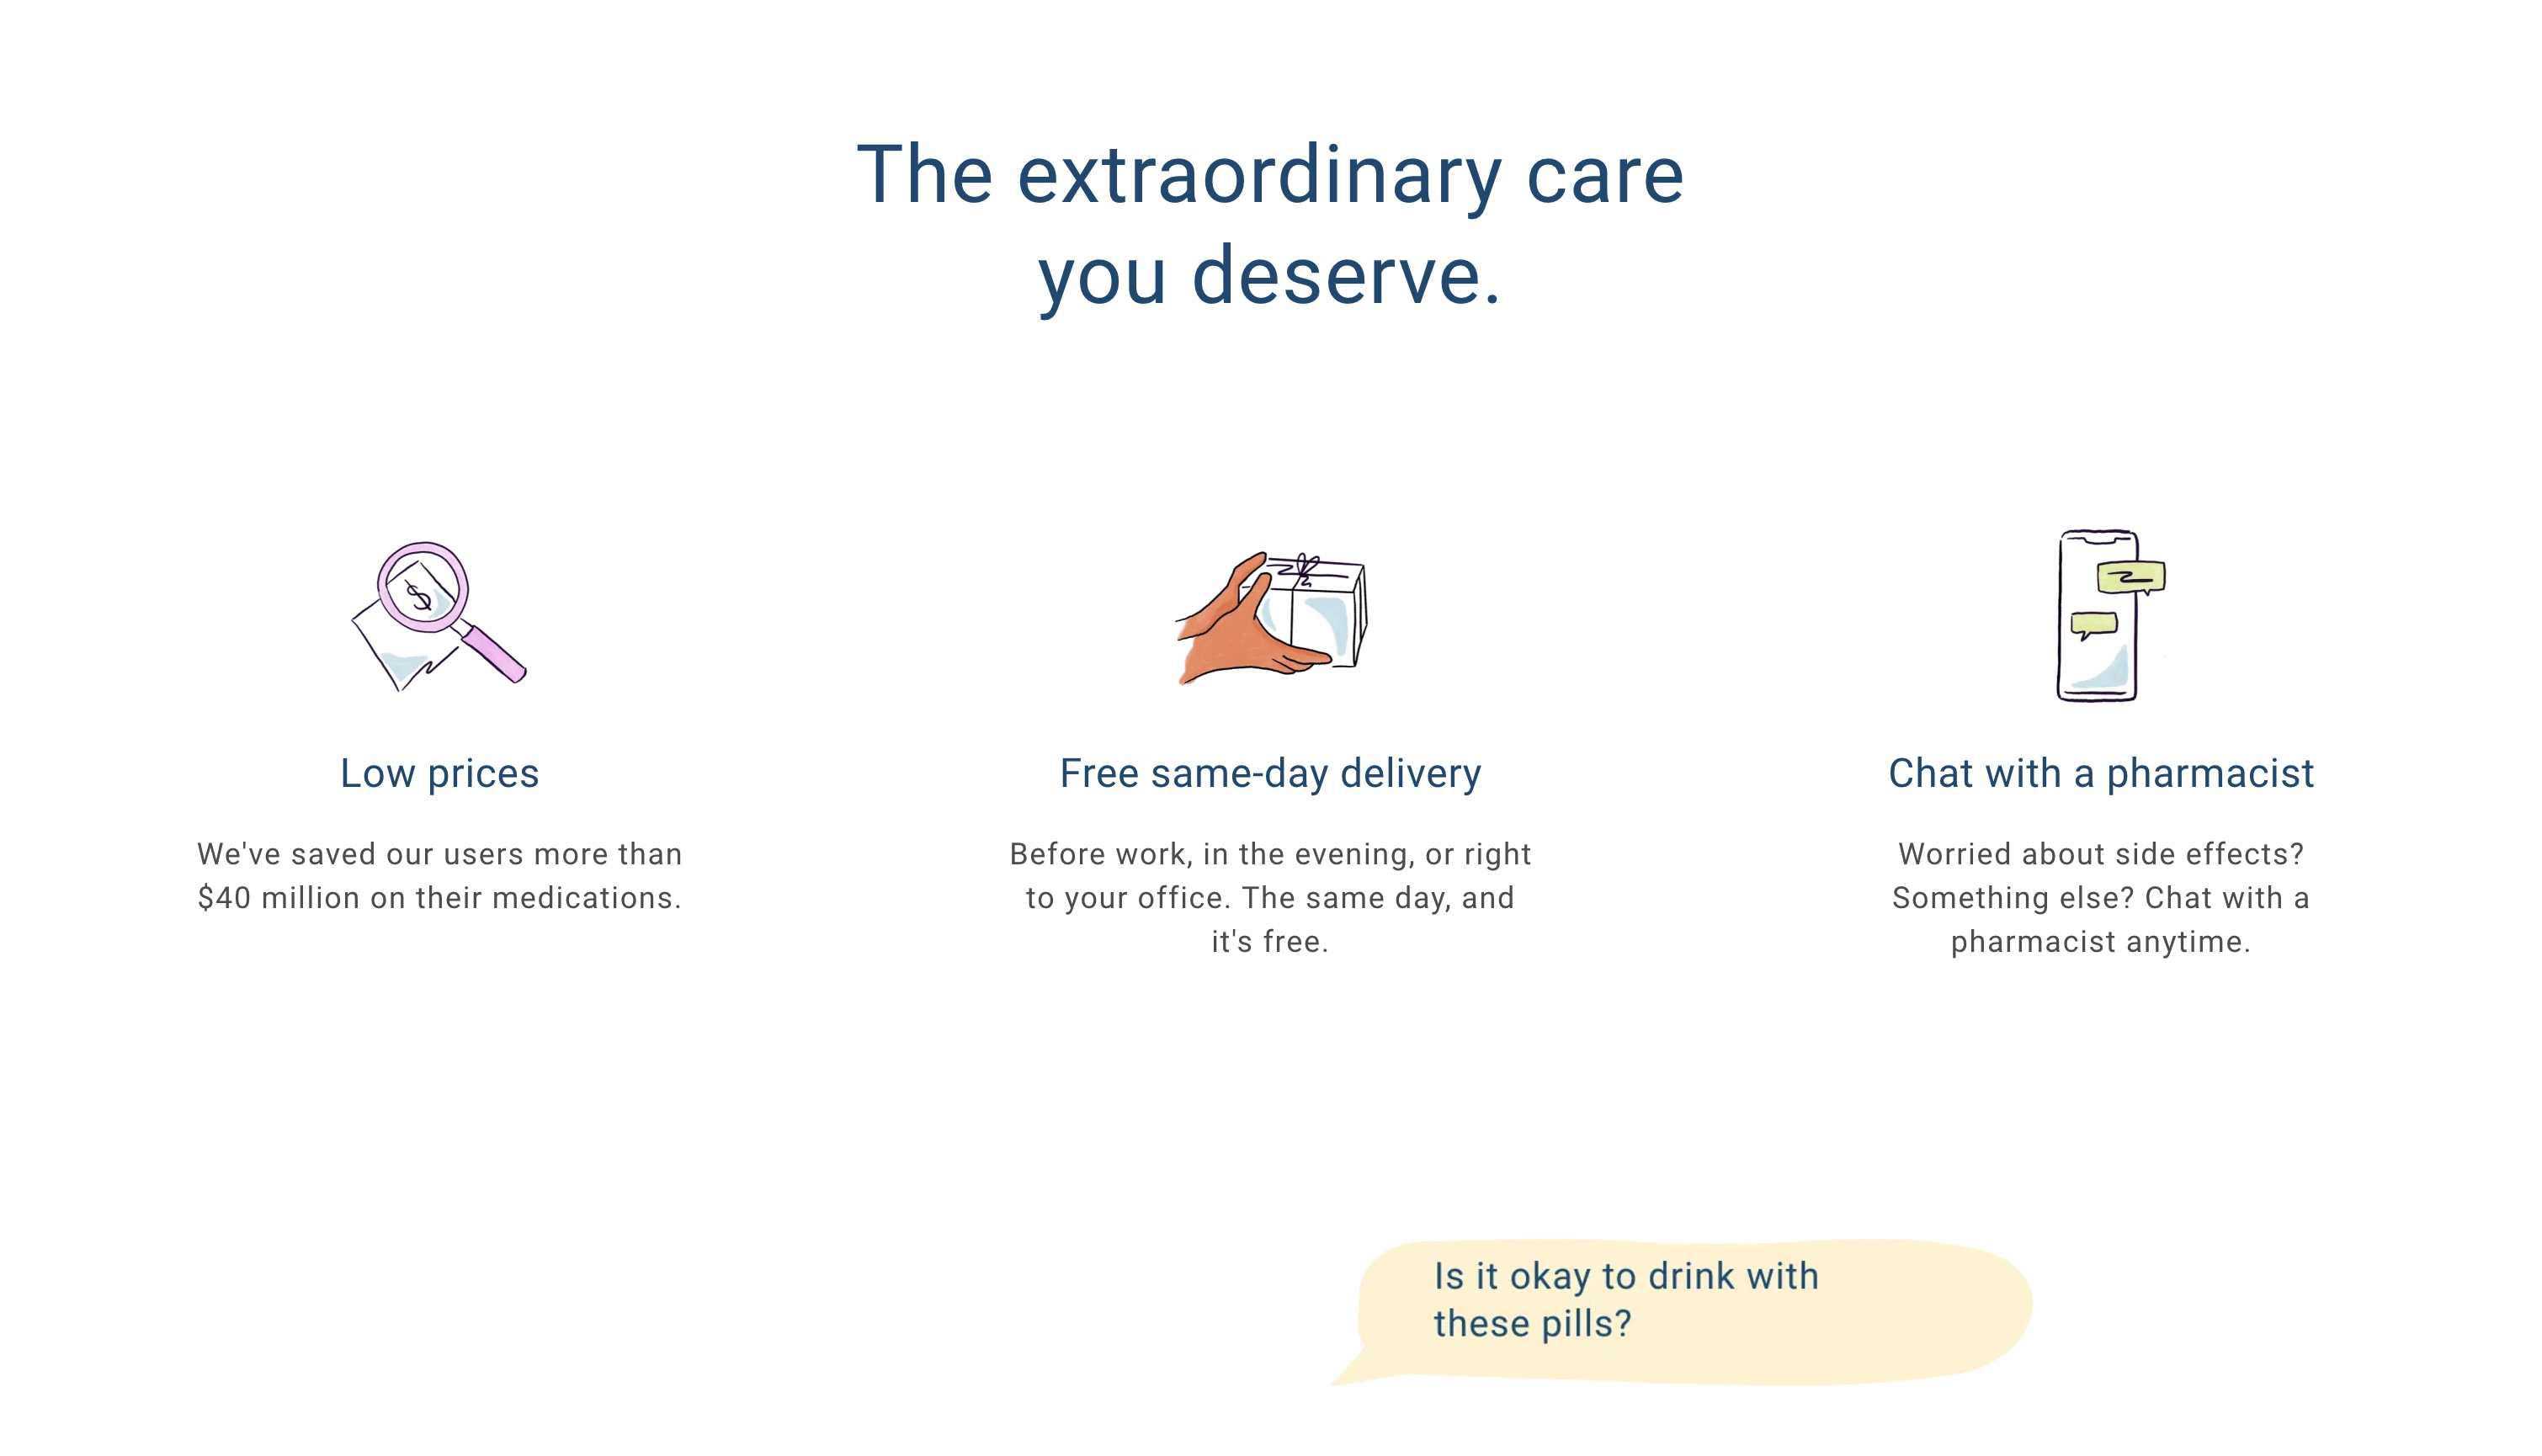 The extraordinary care
you deserve.
$
Low prices
We've saved our users more than
$40 million on their medications.
Free same-day delivery
Before work, in the evening, or right
to your office. The same day, and
it's free.
Chat with a pharmacist
Worried about side effects?
Something else? Chat with a
pharmacist anytime.
Is it okay to drink with
these pills?